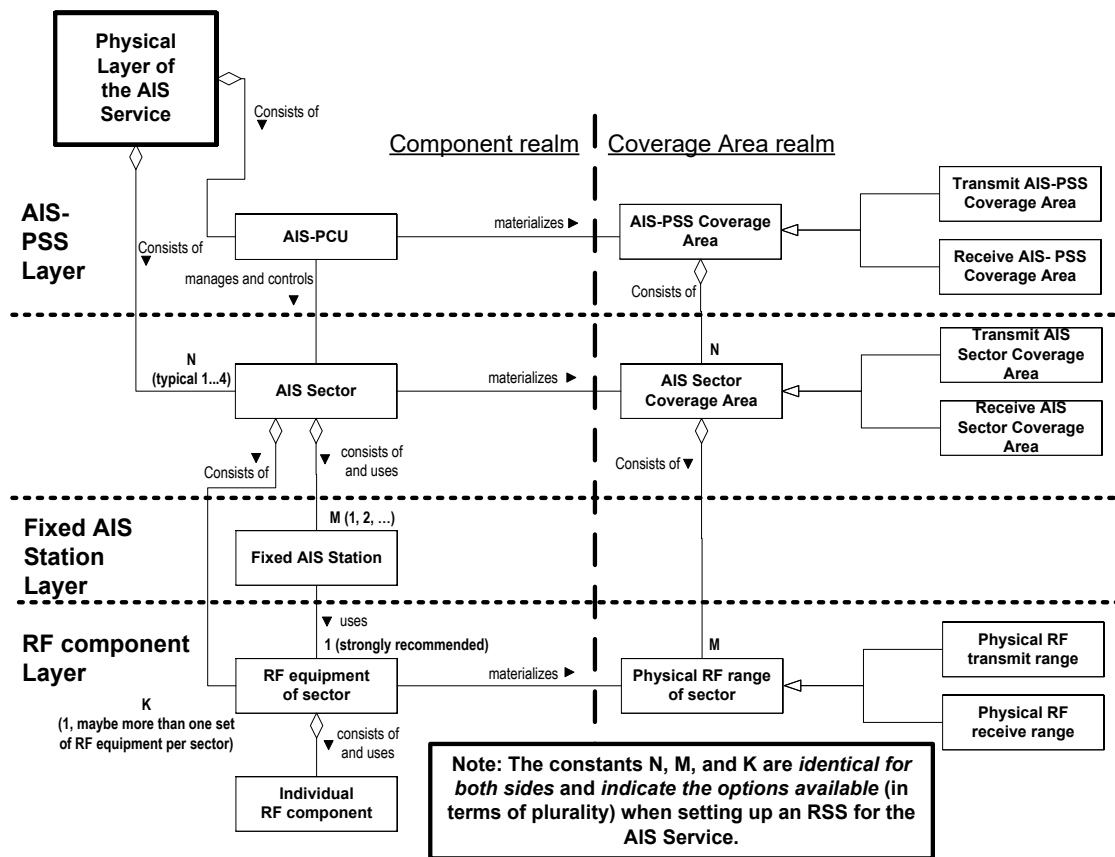 Physical
Layer of
the AIS
Service
Consists of
▼
Component realm
Coverage Area realm
AIS-
PSS
Layer
Consists of
▼
AIS-PCU
materializes ►
AIS-PSS Coverage
Area
Transmit AIS-PSS
Coverage Area
Receive AIS- PSS
Coverage Area
manages and controls
▼
Consists of
▼
N
(typical 1...4)
AIS Sector
materializes ►
N
AIS Sector
Coverage Area
Transmit AIS
Sector Coverage
Area
Receive AIS
Sector Coverage
Area
▼
Consists of
consists of
▼
and uses
Consists of ▼
Fixed AIS
Station
Layer
M (1, 2, …)
Fixed AIS Station
▼ uses
RF component
Layer
1 (strongly recommended)
RF equipment
of sector
materializes ►
M
Physical RF range
of sector
Physical RF
transmit range
Physical RF
receive range
K
(1, maybe more than one set
of RF equipment per sector)
consists of
▼
and uses
Individual
RF component
Note: The constants N, M, and K are identical for
both sides and indicate the options available (in
terms of plurality) when setting up an RSS for the
AIS Service.